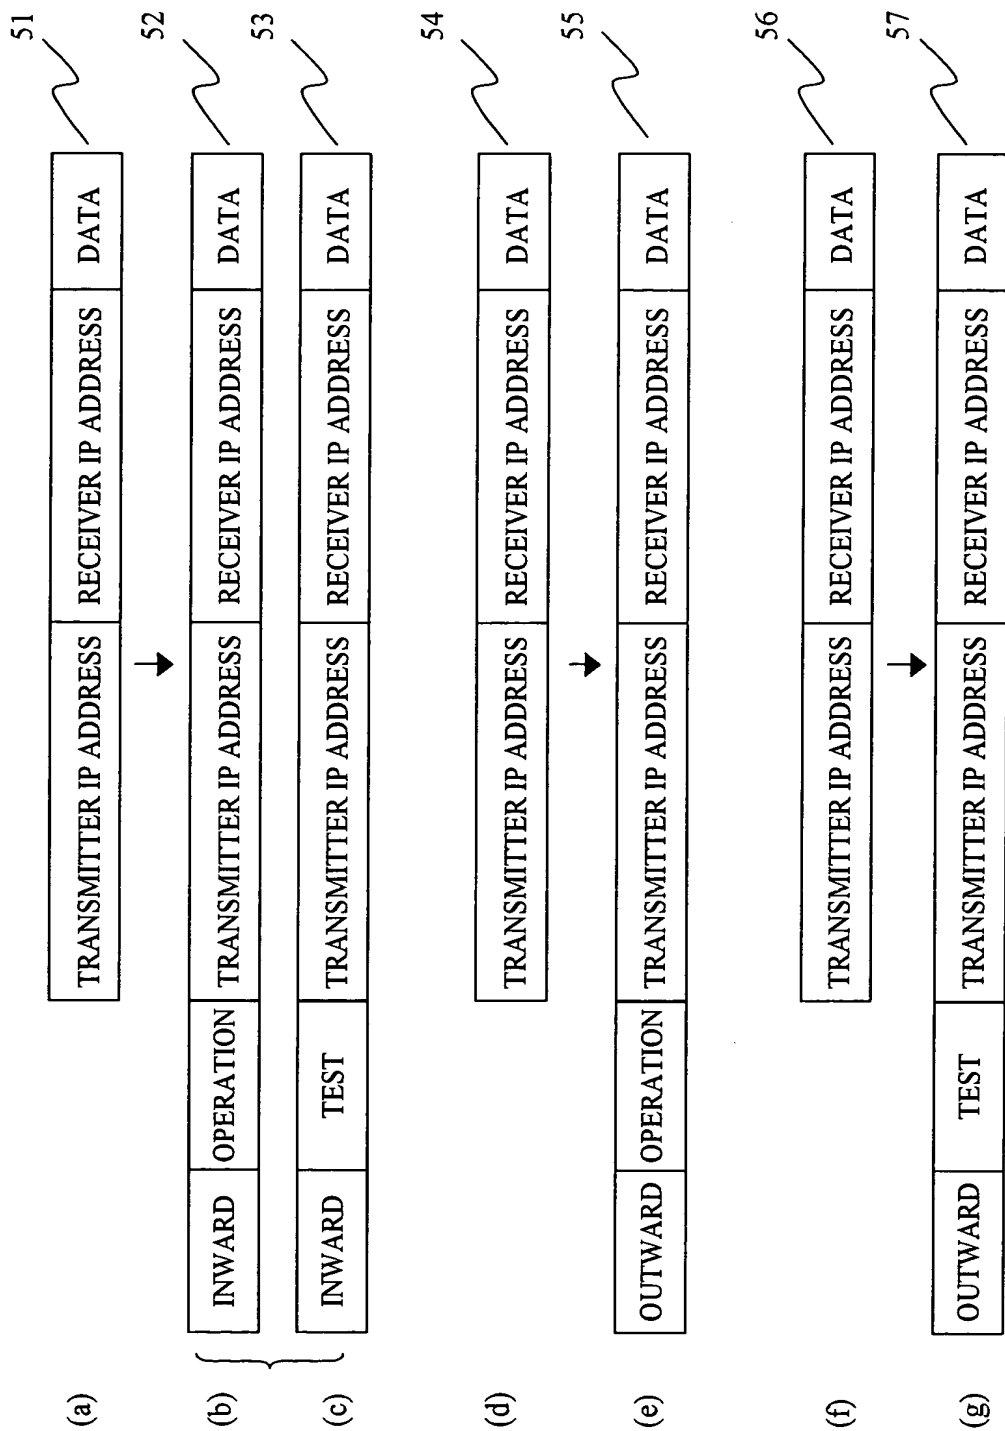 (a) TRANSMITTER IP ADDRESS RECEIVER IP ADDRESS DATA 51
(b) INWARD OPERATION TRANSMITTER IP ADDRESS RECEIVER IP ADDRESS DATA 52
(c) INWARD TEST TRANSMITTER IP ADDRESS RECEIVER IP ADDRESS DATA 53
(d) TRANSMITTER IP ADDRESS RECEIVER IP ADDRESS DATA 54
(e) OUTWARD OPERATION TRANSMITTER IP ADDRESS RECEIVER IP ADDRESS DATA 55
(f) TRANSMITTER IP ADDRESS RECEIVER IP ADDRESS DATA 56
(g) OUTWARD TEST TRANSMITTER IP ADDRESS RECEIVER IP ADDRESS DATA 57